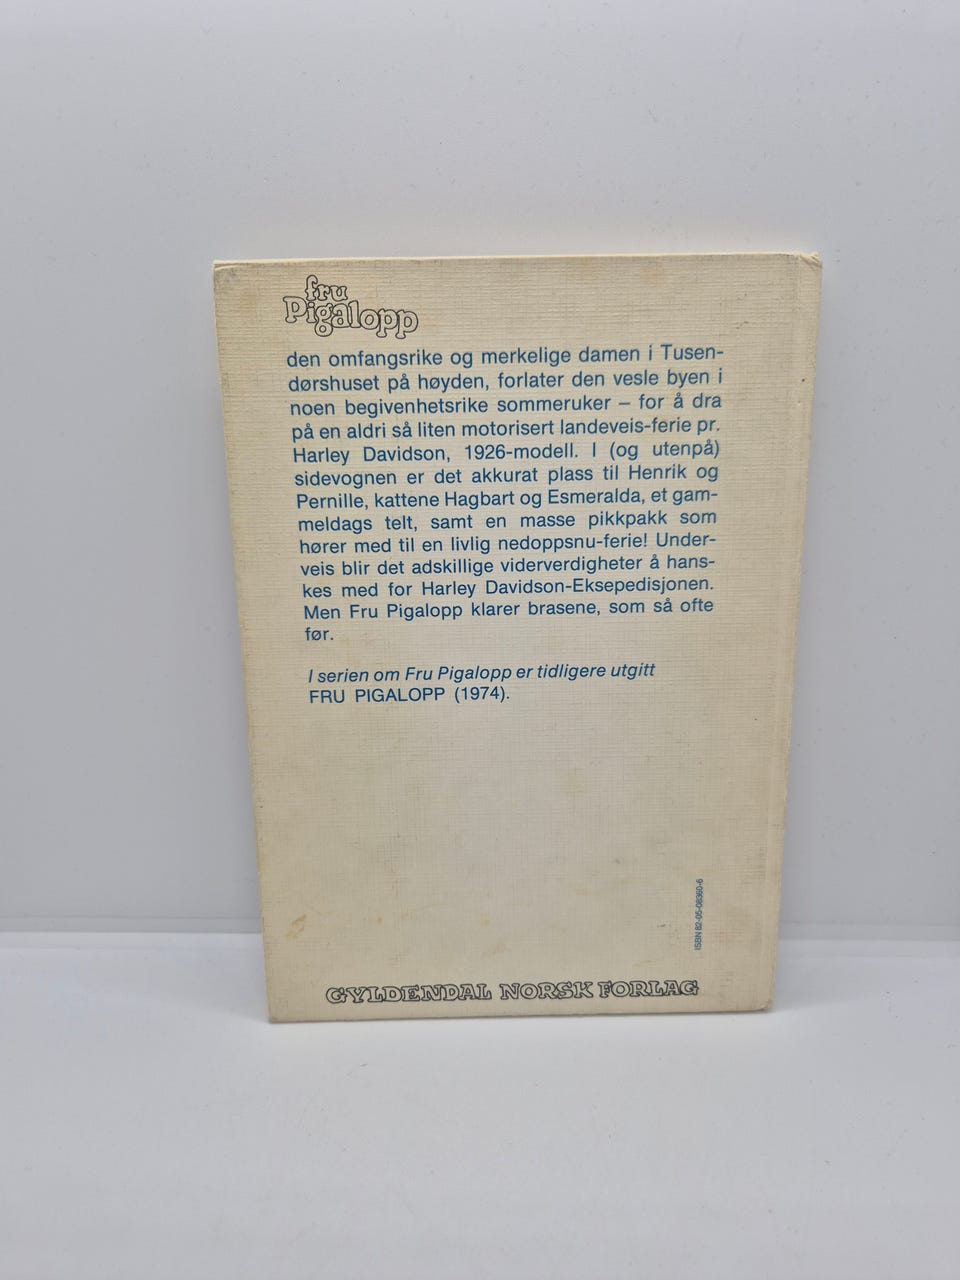 fru
Pigalopp
den omfangsrike og merkelige damen i Tusen-
dørshuset på høyden, forlater den vesle byen i
noen begivenhetsrike sommeruker – for å dra
på en aldri så liten motorisert landeveis-ferie pr.
Harley Davidson, 1926-modell. I (og utenpå)
sidevognen er det akkurat plass til Henrik og
Pernille, kattene Hagbart og Esmeralda, et gam-
meldags telt, samt en masse pikkpakk som
hører med til en livlig nedoppsnu-ferie! Under-
veis blir det adskillige viderverdigheter å hans-
kes med for Harley Davidson-Eksepedisjonen.
Men Fru Pigalopp klarer brasene, som så ofte
før.
I serien om Fru Pigalopp er tidligere utgitt
FRU PIGALOPP (1974).
ISBN 82-05-08360-6
GYLDENDAL NORSK FORLAG